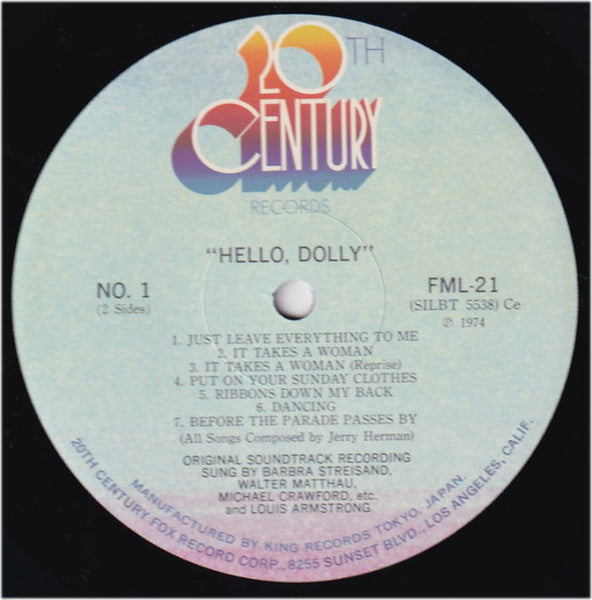 20TH
CENTURY
RECORDS
"HELLO, DOLLY"
NO. 1
(2 Sides)
FML-21
(SILBT 5538) Ce
℗ 1974
1. JUST LEAVE EVERYTHING TO ME
2. IT TAKES A WOMAN
3. IT TAKES A WOMAN (Reprise)
4. PUT ON YOUR SUNDAY CLOTHES
5. RIBBONS DOWN MY BACK
6. DANCING
7. BEFORE THE PARADE PASSES BY
(All Songs Composed by Jerry Herman)
ORIGINAL SOUNDTRACK RECORDING
SUNG BY BARBRA STREISAND,
WALTER MATTHAU,
MICHAEL CRAWFORD, etc.
and LOUIS ARMSTRONG
MANUFACTURED BY KING RECORDS TOKYO, JAPAN.
20TH CENTURY FOX RECORD CORP., 8255 SUNSET BLVD., LOS ANGELES, CALIF.